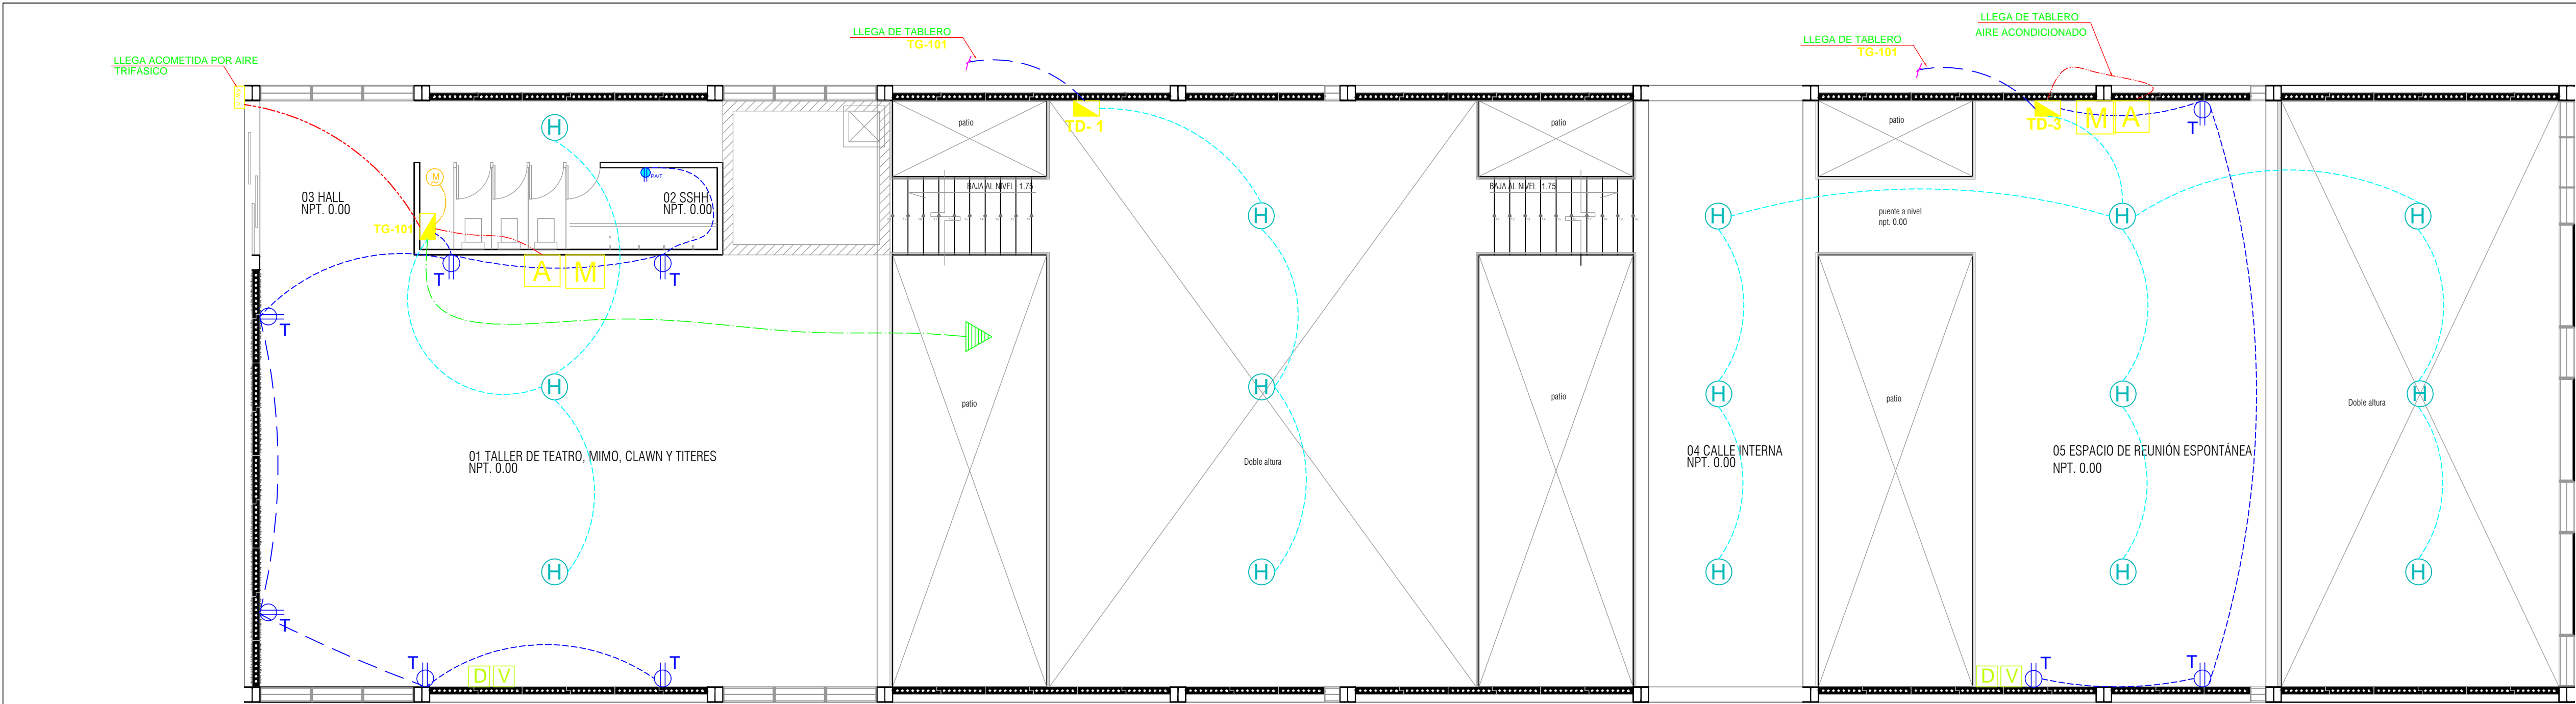 LLEGA DE TABLERO
AIRE ACONDICIONADO
LLEGA DE TABLERO
TG-101
LLEGA DE TABLERO
TG-101
LLEGA ACOMETIDA POR AIRE
TRIFASICO
TD- 1
TD-3
M
A
T
patio
patio
patio
H
M
PA/T
03 HALL
NPT. 0.00
02 SSHH
NPT. 0.00
TG-101
BAJA AL NIVEL -1.75
BAJA AL NIVEL -1.75
puente a nivel
npt. 0.00
H
H
H
H
T
A
M
T
T
H
H
H
H
H
patio
patio
patio
Doble altura
01 TALLER DE TEATRO, MIMO, CLAWN Y TITERES
NPT. 0.00
Doble altura
04 CALLE INTERNA
NPT. 0.00
05 ESPACIO DE REUNIÓN ESPONTÁNEA
NPT. 0.00
H
H
H
H
H
T
T
D
V
T
D
V
T
T